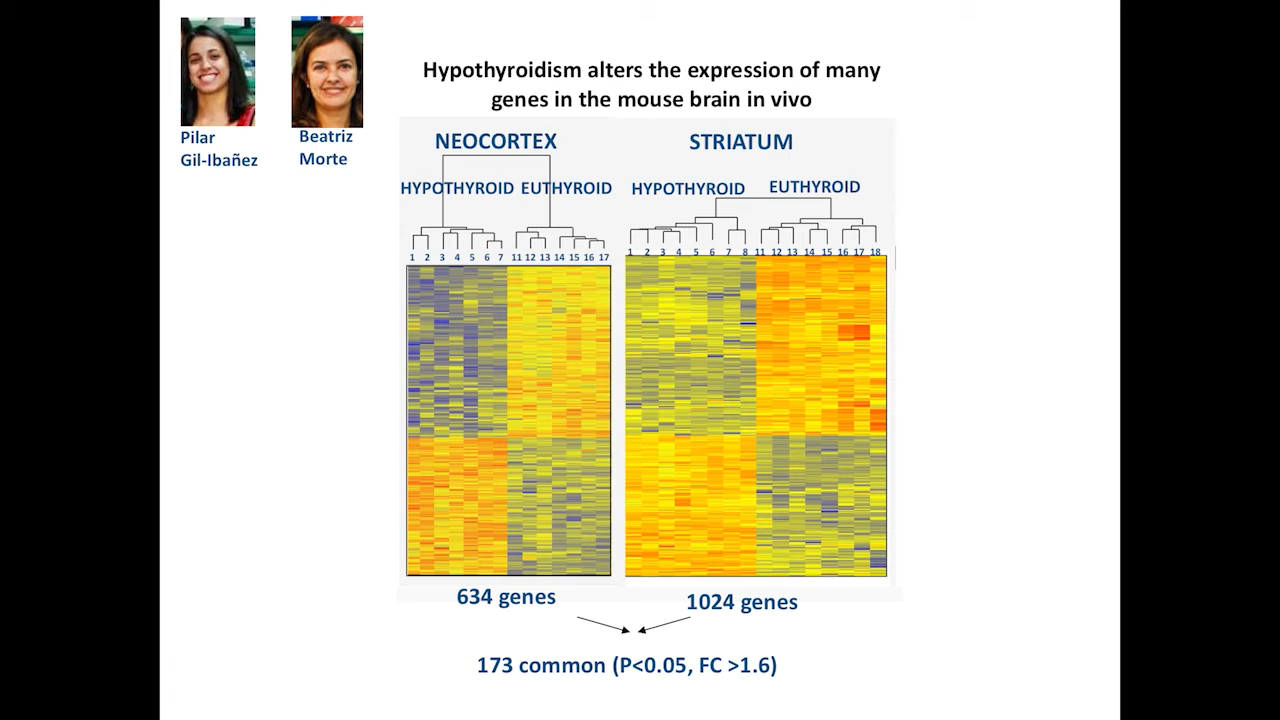 Hypothyroidism alters the expression of many
genes in the mouse brain in vivo
Pilar
Gil-Ibañez
Beatriz
Morte
NEOCORTEX
HYPOTHYROID EUTHYROID
1 2 3 4 5 6 7 11 12 13 14 15 16 17
634 genes
STRIATUM
HYPOTHYROID EUTHYROID
1 2 3 4 5 6 7 8 11 12 13 14 15 16 17 18
1024 genes
173 common (P<0.05, FC >1.6)